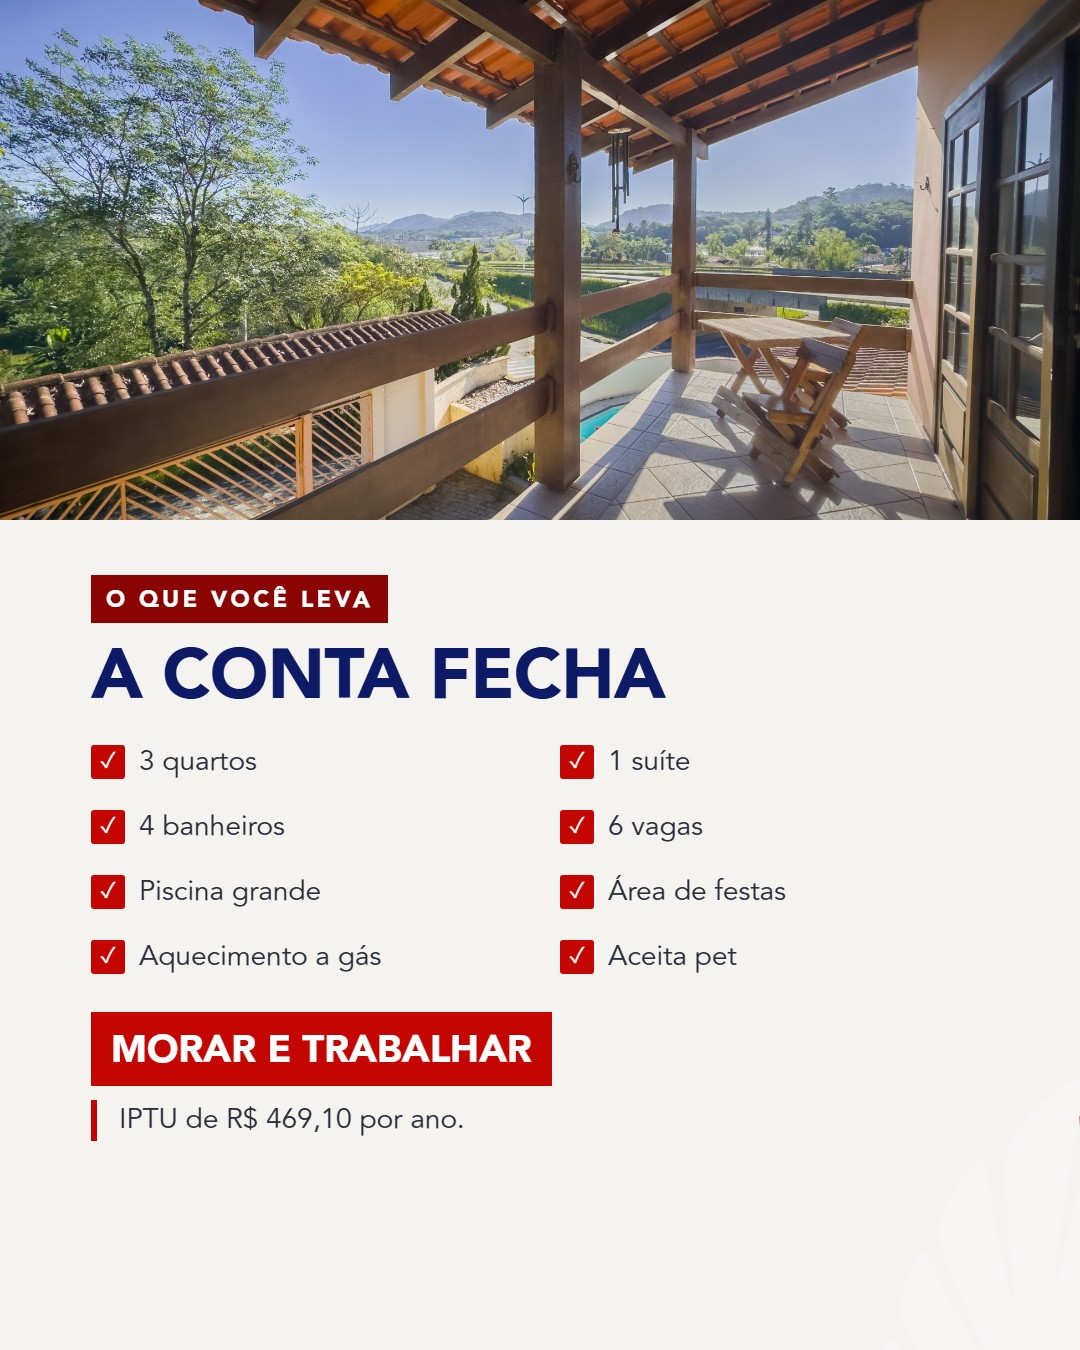 O QUE VOCÊ LEVA
A CONTA FECHA
✓ 3 quartos
✓ 1 suíte
✓ 4 banheiros
✓ 6 vagas
✓ Piscina grande
✓ Área de festas
✓ Aquecimento a gás
✓ Aceita pet
MORAR E TRABALHAR
IPTU de R$ 469,10 por ano.